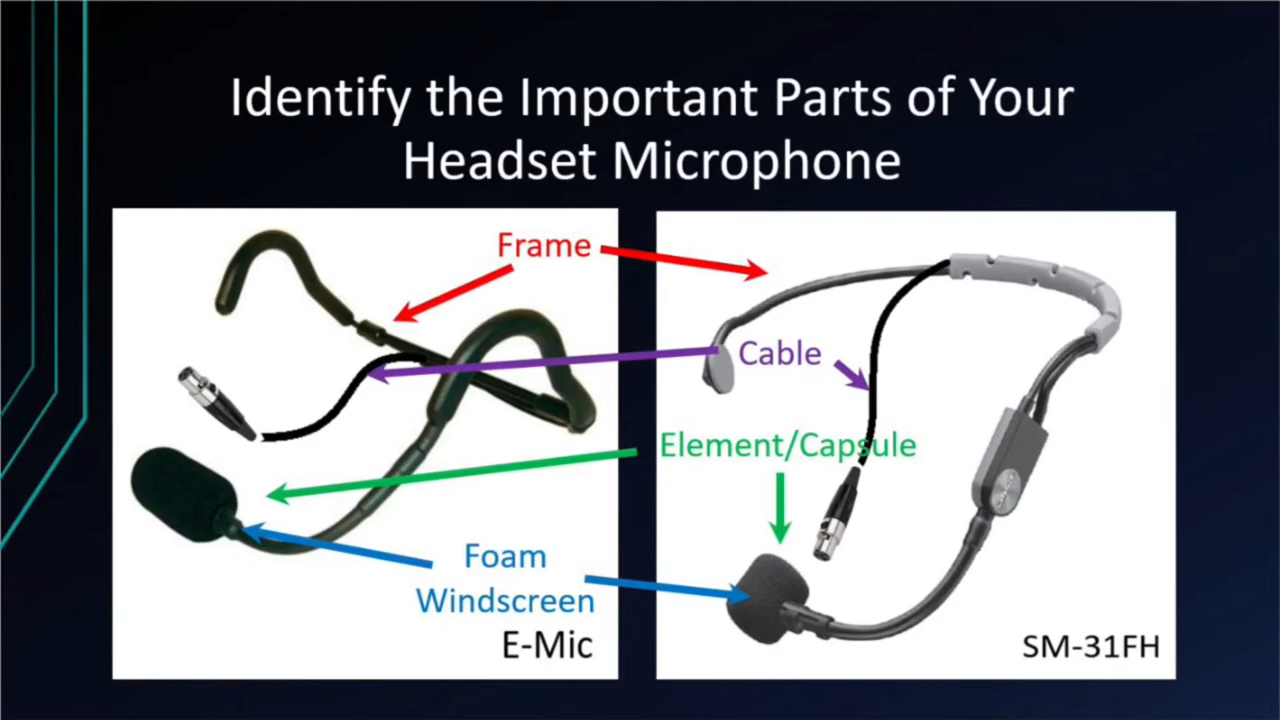 Identify the Important Parts of Your
Headset Microphone
Frame
Cable
Element/Capsule
Foam
Windscreen
E-Mic
SM-31FH